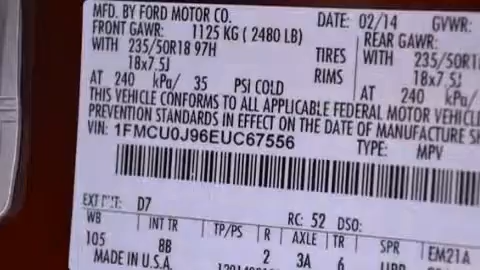 MFD. BY FORD MOTOR CO.
DATE: 02/14 GVWR:
FRONT GAWR: 1125 KG ( 2480 LB) REAR GAWR:
WITH 235/50R18 97H TIRES WITH 235/50R1
18x7.5J RIMS 18x7.5J
AT 240 kPa/ 35 PSI COLD AT 240 kPa/
THIS VEHICLE CONFORMS TO ALL APPLICABLE FEDERAL MOTOR VEHICLE
PREVENTION STANDARDS IN EFFECT ON THE DATE OF MANUFACTURE
VIN: 1FMCU0J96EUC67556 TYPE: MPV
D7 RC: 52 DSO:
WB INT TR TP/PS R AXLE TR SPR EM21A
105 8B 2 3A 6
MADE IN U.S.A.